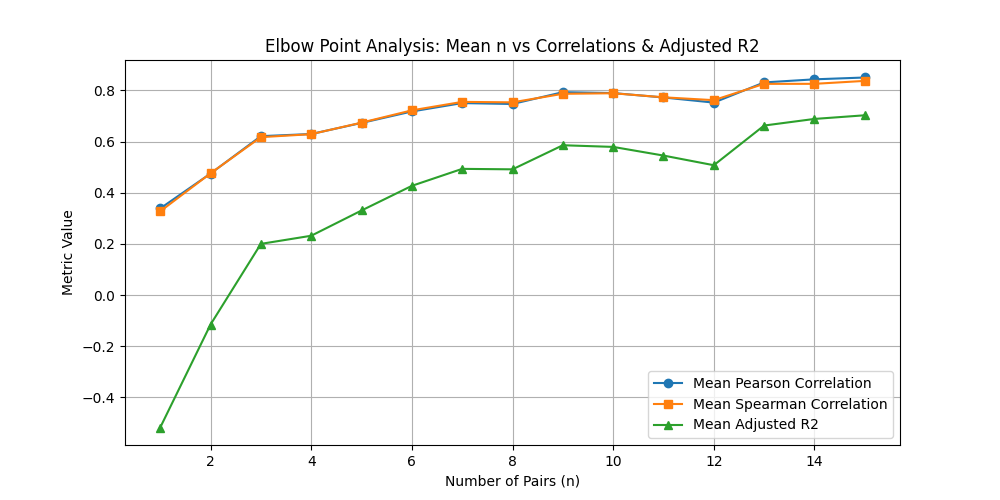 Elbow Point Analysis: Mean n vs Correlations & Adjusted R2
Metric Value
0.8
0.6
0.4
0.2
0.0
−0.2
−0.4
Mean Pearson Correlation
Mean Spearman Correlation
Mean Adjusted R2
2 4 6 8 10 12 14
Number of Pairs (n)